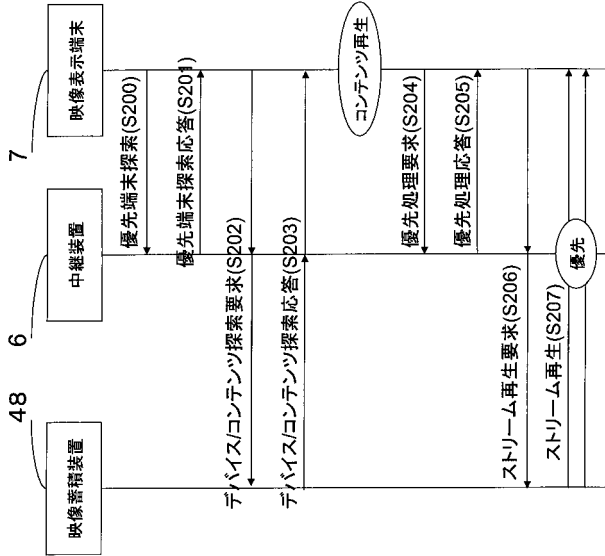 48
6
7
映像蓄積装置
中継装置
映像表示端末
優先端末探索(S200)
優先端末探索応答(S201)
デバイス/コンテンツ探索要求(S202)
デバイス/コンテンツ探索応答(S203)
コンテンツ再生
優先処理要求(S204)
優先処理応答(S205)
ストリーム再生要求(S206)
ストリーム再生(S207)
優先